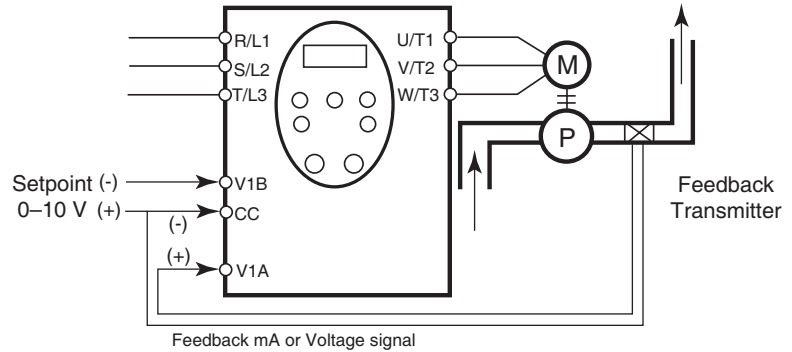 R/L1
S/L2
T/L3
U/T1
V/T2
W/T3
M
P
Setpoint (-)
0–10 V (+)
V1B
CC
(-)
(+)
V1A
Feedback
Transmitter
Feedback mA or Voltage signal